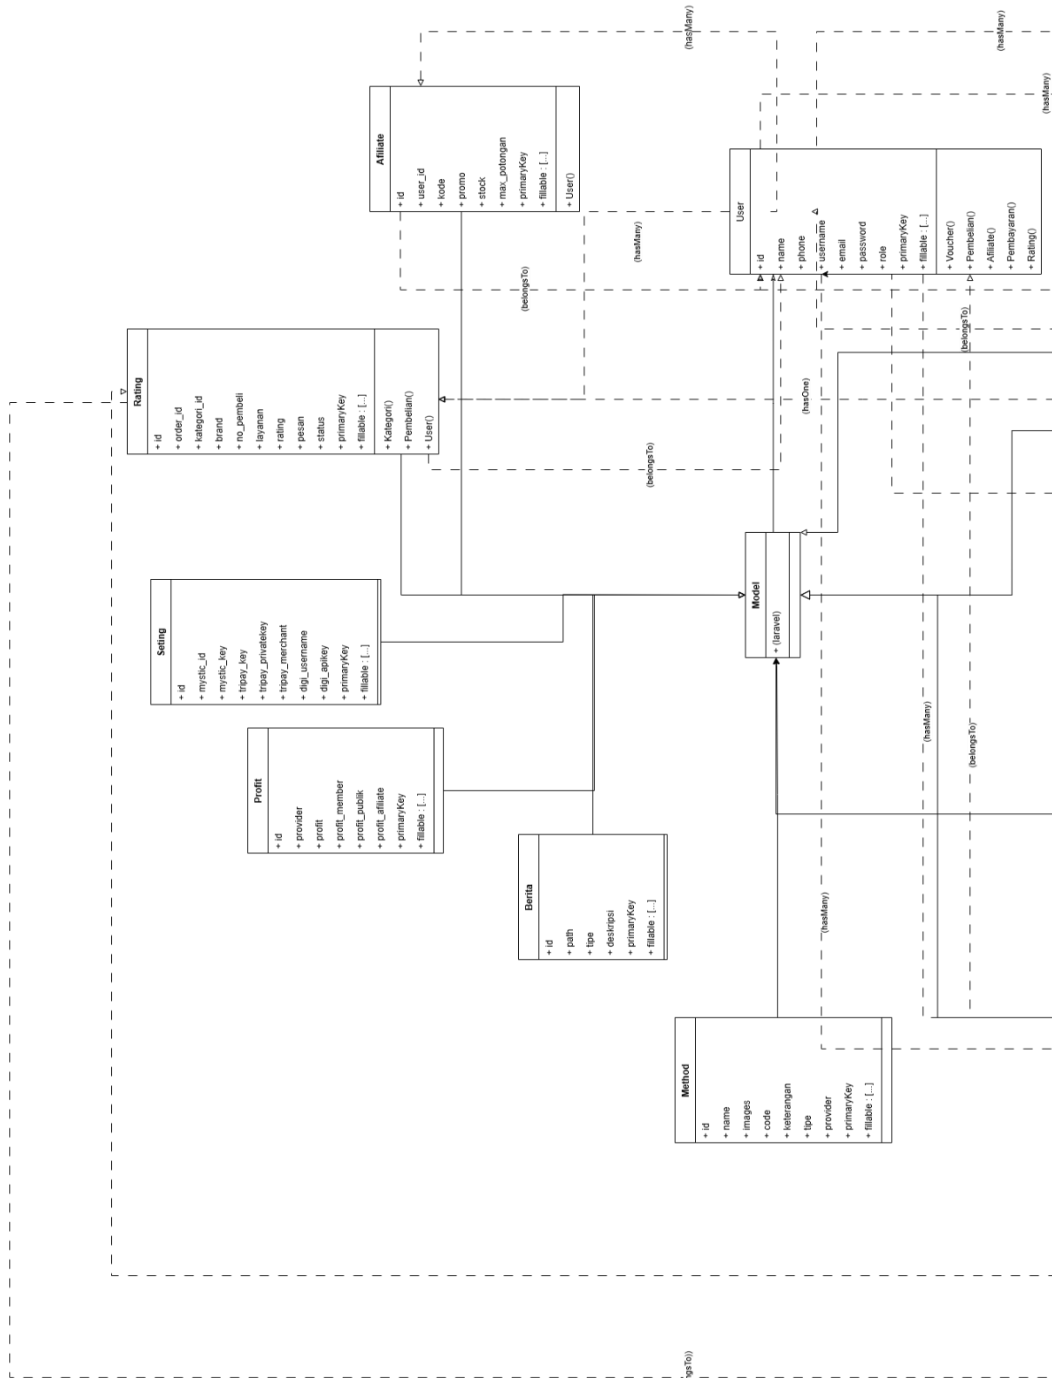 Afiliate
+ id
+ user_id
+ kode
+ promo
+ stock
+ max_potongan
+ primaryKey
+ fillable : [...]
+ User()
User
+ id
+ name
+ phone
+ username
+ email
+ password
+ role
+ primaryKey
+ fillable : [...]
+ Voucher()
+ Pembelian()
+ Afiliate()
+ Pembayaran()
+ Rating()
Rating
+ id
+ order_id
+ kategori_id
+ brand
+ no_pembeli
+ layanan
+ rating
+ pesan
+ status
+ primaryKey
+ fillable : [...]
+ Kategori()
+ Pembelian()
+ User()
Model
+ (laravel)
Seting
+ id
+ mystic_id
+ mystic_key
+ tripay_key
+ tripay_privatekey
+ tripay_merchant
+ digi_username
+ digi_apikey
+ primaryKey
+ fillable : [...]
Profit
+ id
+ provider
+ profit
+ profit_member
+ profit_publik
+ profit_afiliate
+ primaryKey
+ fillable : [...]
Berita
+ id
+ path
+ tipe
+ deskripsi
+ primaryKey
+ fillable : [...]
Method
+ id
+ name
+ images
+ code
+ keterangan
+ tipe
+ provider
+ primaryKey
+ fillable : [...]
(hasMany)
(hasMany)
(hasMany)
(hasMany)
(belongsTo)
(belongsTo)
(hasOne)
(belongsTo)
(hasMany)
(belongsTo)
(hasMany)
ngsTo))